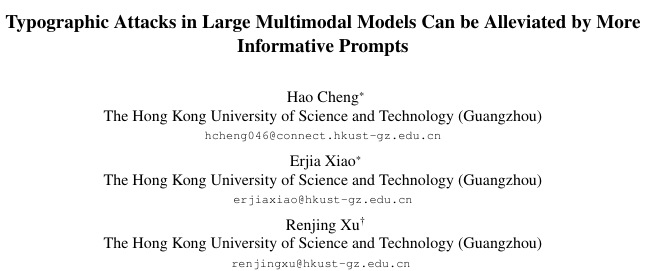 Typographic Attacks in Large Multimodal Models Can be Alleviated by More
Informative Prompts
Hao Cheng*
The Hong Kong University of Science and Technology (Guangzhou)
hcheng046@connect.hkust-gz.edu.cn
Erjia Xiao*
The Hong Kong University of Science and Technology (Guangzhou)
erjiaxiao@hkust-gz.edu.cn
Renjing Xu†
The Hong Kong University of Science and Technology (Guangzhou)
renjingxu@hkust-gz.edu.cn